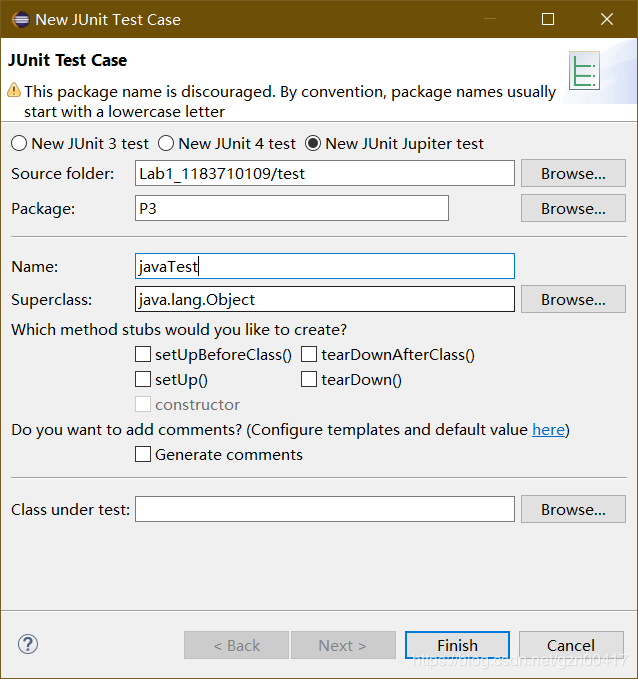 New JUnit Test Case
JUnit Test Case
This package name is discouraged. By convention, package names usually
start with a lowercase letter
New JUnit 3 test New JUnit 4 test New JUnit Jupiter test
Source folder: Lab1_1183710109/test Browse...
Package: P3 Browse...
Name: javaTest
Superclass: java.lang.Object Browse...
Which method stubs would you like to create?
setUpBeforeClass() tearDownAfterClass()
setUp() tearDown()
constructor
Do you want to add comments? (Configure templates and default value here)
Generate comments
Class under test: Browse...
? < Back Next > Finish Cancel
https://blog.csdn.net/gzn00417